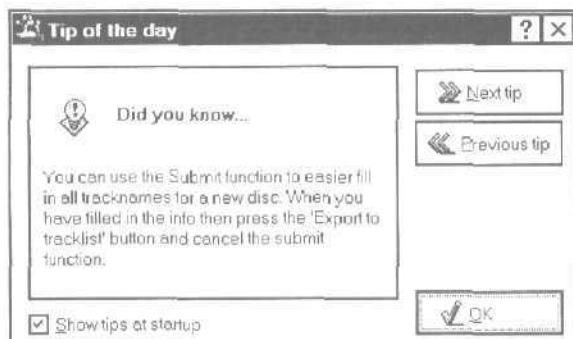 Tip of the day
Did you know...
You can use the Submit function to easier fill
in all tracknames for a new disc. When you
have filled in the info then press the 'Export to
tracklist' button and cancel the submit
function.
Next tip
Previous tip
Show tips at startup
OK